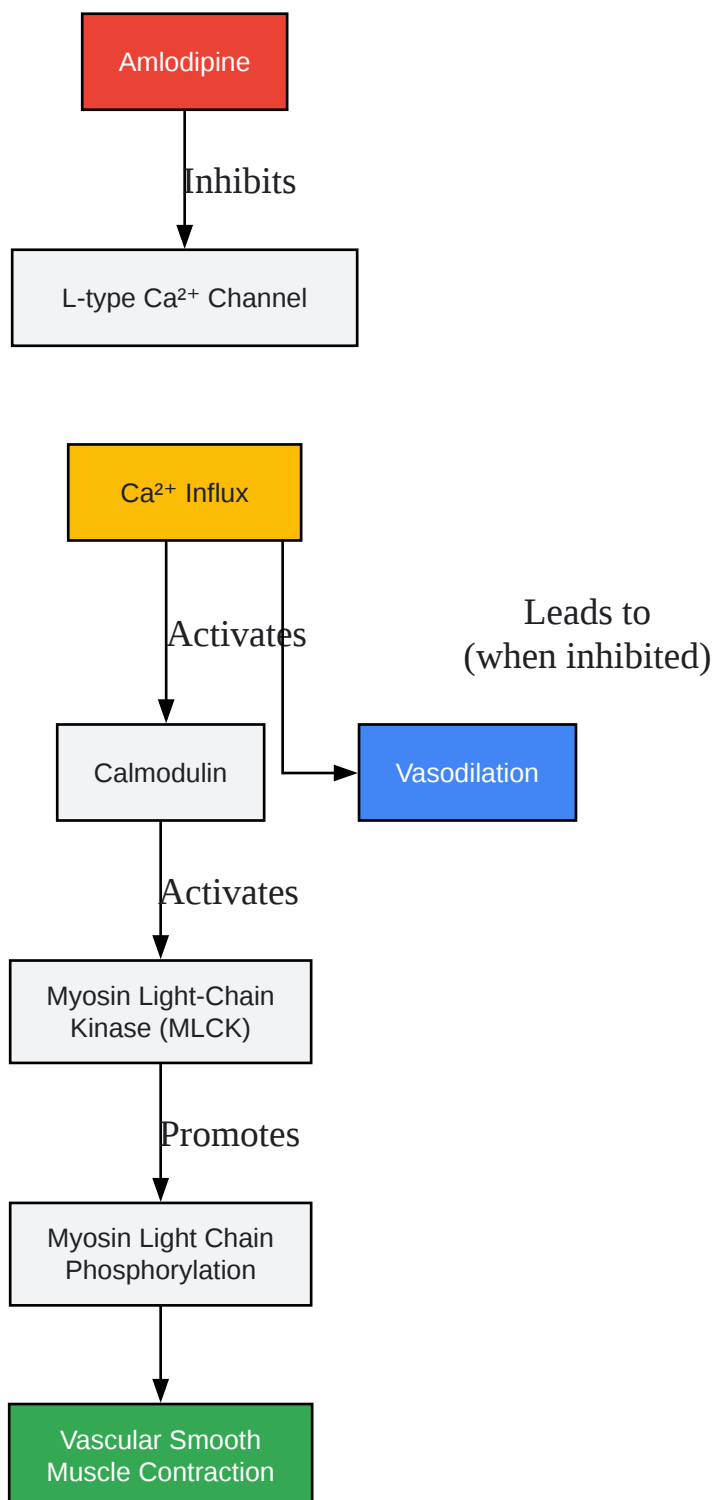 Amlodipine
Inhibits
L-type Ca²⁺ Channel
Ca²⁺ Influx
Activates
Leads to
(when inhibited)
Calmodulin
Vasodilation
Activates
Myosin Light-Chain
Kinase (MLCK)
Promotes
Myosin Light Chain
Phosphorylation
Vascular Smooth
Muscle Contraction